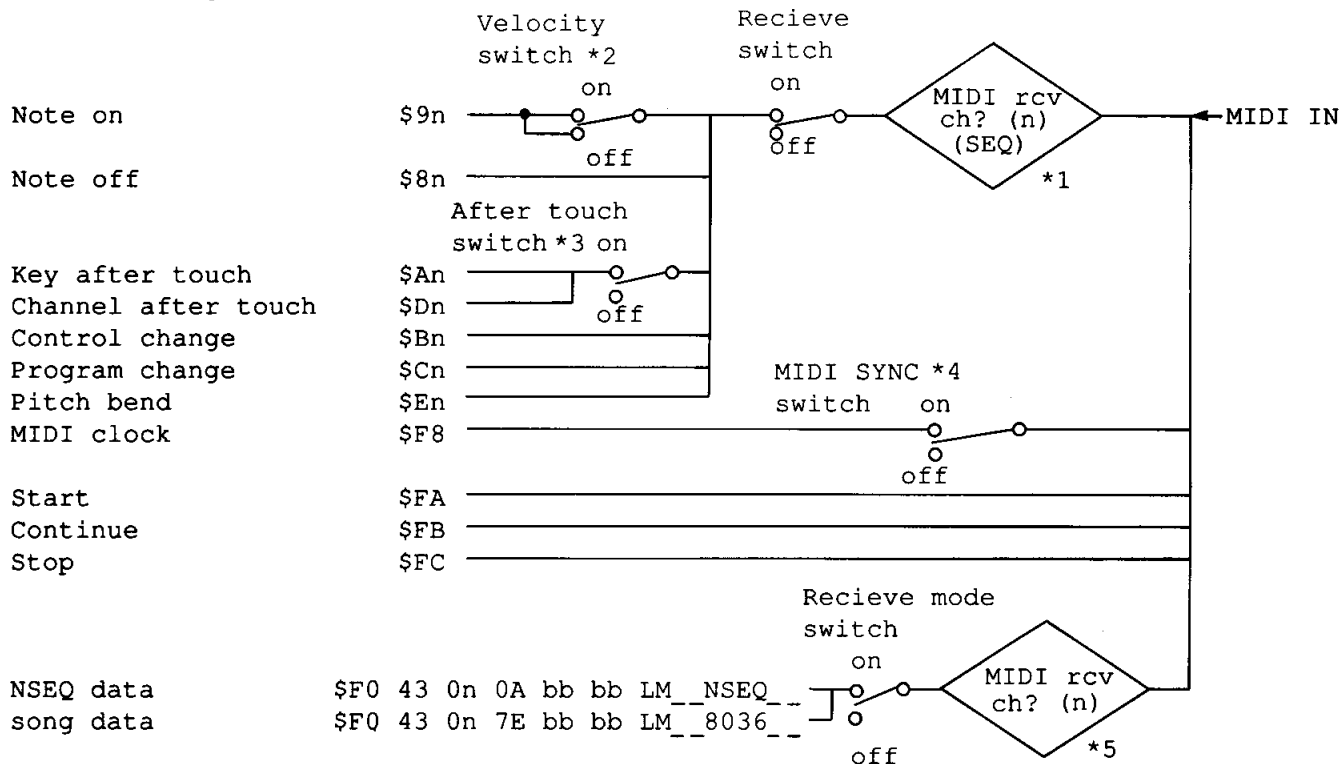 Velocity switch *2
on
off
Recieve switch
on
off
MIDI rcv ch? (n) (SEQ)
*1
MIDI IN
Note on $9n
Note off $8n
After touch switch *3 on
off
Key after touch $An
Channel after touch $Dn
Control change $Bn
Program change $Cn
Pitch bend $En
MIDI SYNC *4
switch on
off
MIDI clock $F8
Start $FA
Continue $FB
Stop $FC
Recieve mode switch
on
off
MIDI rcv ch? (n)
*5
NSEQ data $F0 43 0n 0A bb bb LM__NSEQ__
song data $F0 43 0n 7E bb bb LM__8036__